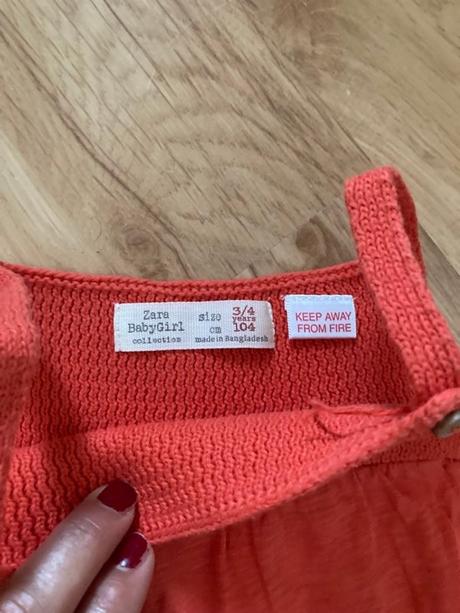 Zara
BabyGirl
collection
size
cm
3/4
years
104
made in Bangladesh
KEEP AWAY
FROM FIRE